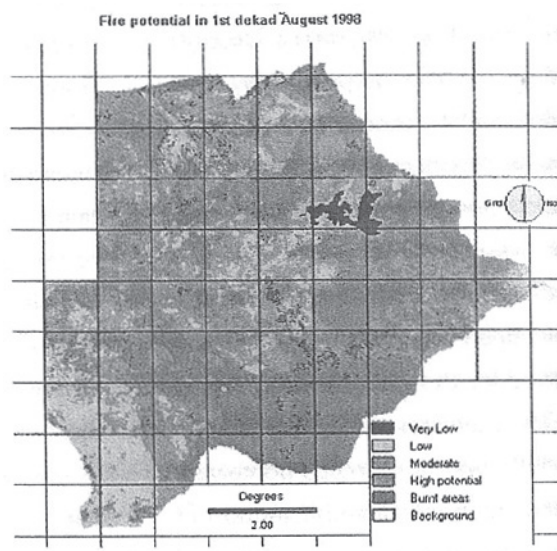 Fire potential in 1st dekad August 1998
Grid
Very Low
Low
Moderate
High potential
Burnt areas
Background
Degrees
2.00